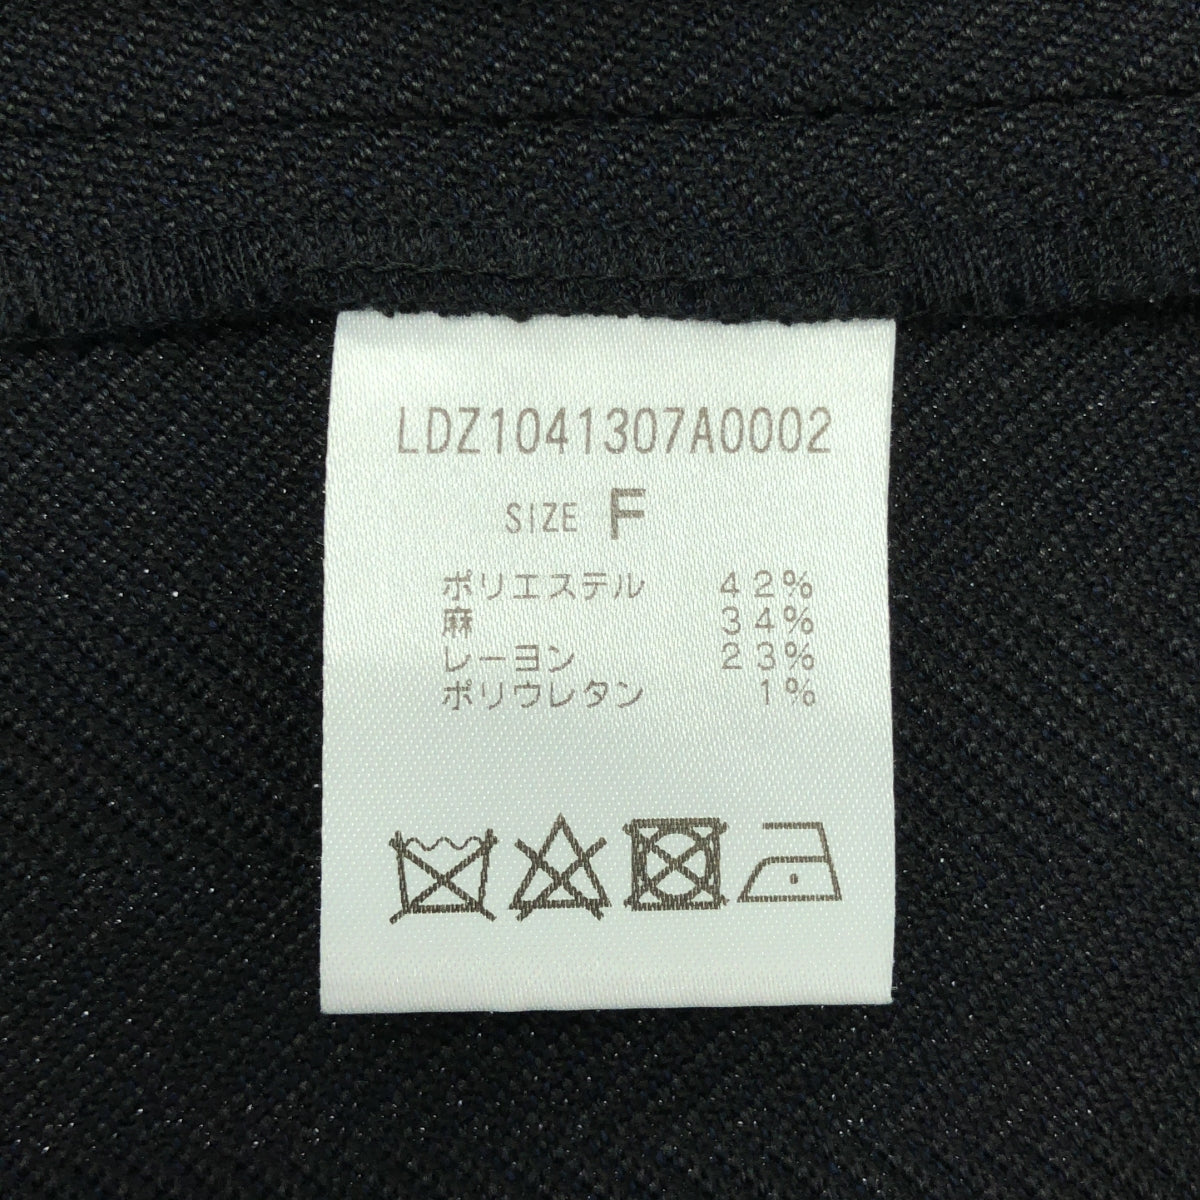 LDZ1041307A0002
SIZE F
ポリエステル 42%
麻 34%
レーヨン 23%
ポリウレタン 1%